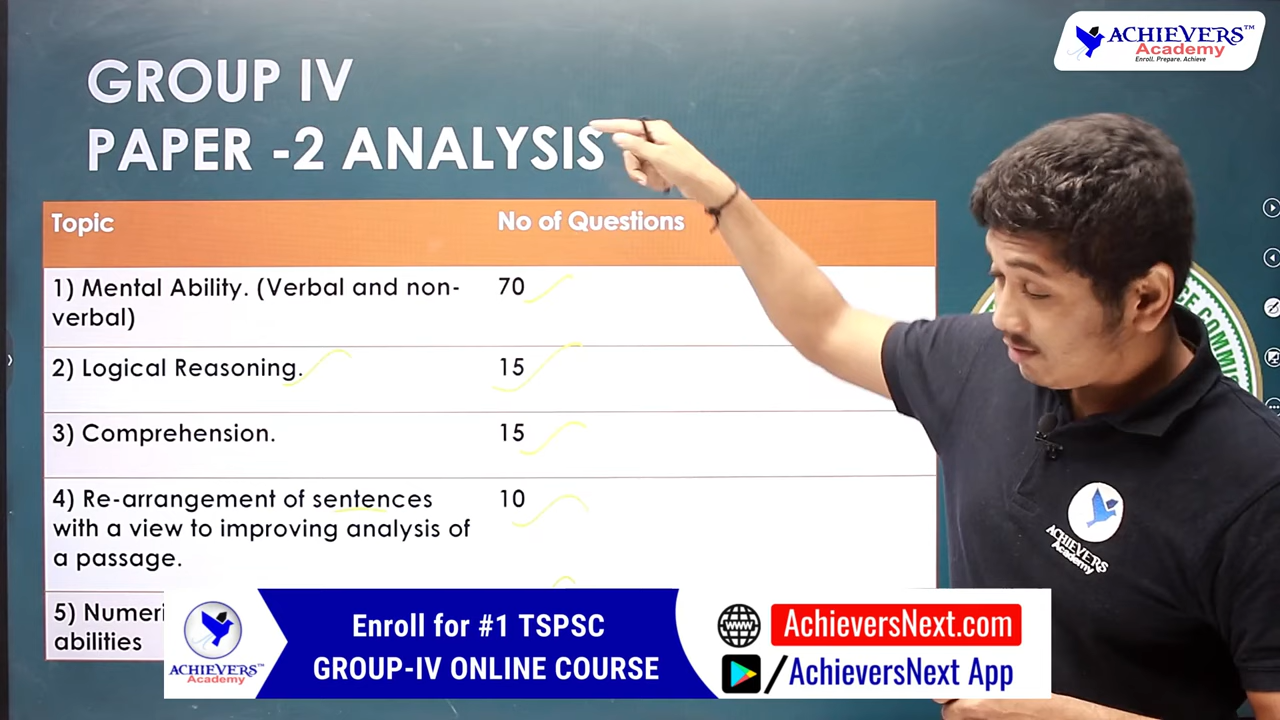 ACHIEVERS™
Academy
Enroll. Prepare. Achieve
GROUP IV
PAPER -2 ANALYSIS
Topic
No of Questions
1) Mental Ability. (Verbal and non-
verbal)
70
2) Logical Reasoning.
15
3) Comprehension.
15
4) Re-arrangement of sentences
with a view to improving analysis of
a passage.
10
5)
abilities
ACHIEVERS
Academy
ACHIEVERS™
Academy
Enroll for #1 TSPSC
GROUP-IV ONLINE COURSE
WWW
AchieversNext.com
/AchieversNext App